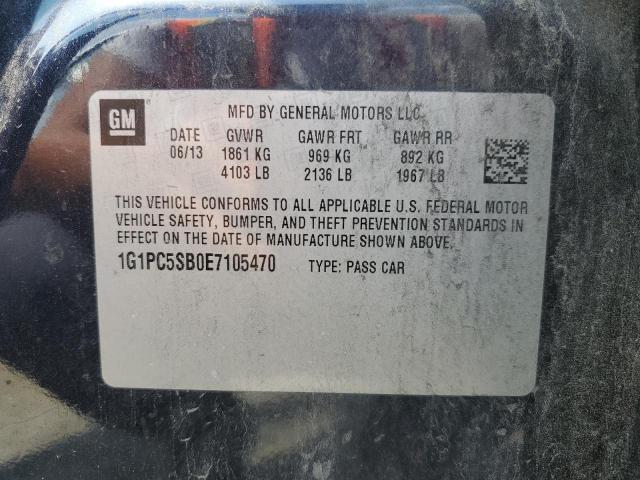 GM
MFD BY GENERAL MOTORS LLC
DATE GVWR GAWR FRT GAWR RR
06/13 1861 KG 969 KG 892 KG
4103 LB 2136 LB 1967 LB
THIS VEHICLE CONFORMS TO ALL APPLICABLE U.S. FEDERAL MOTOR
VEHICLE SAFETY, BUMPER, AND THEFT PREVENTION STANDARDS IN
EFFECT ON THE DATE OF MANUFACTURE SHOWN ABOVE.
1G1PC5SB0E7105470 TYPE: PASS CAR